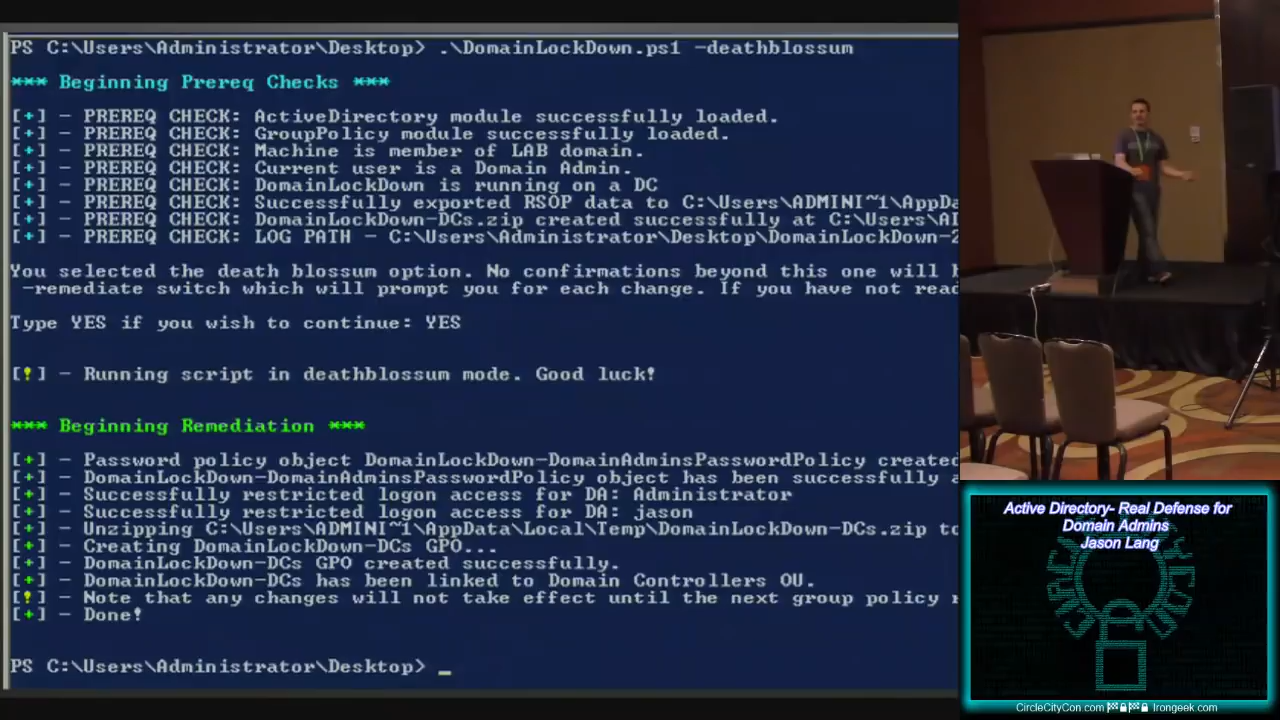 PS C:\Users\Administrator\Desktop> .\DomainLockDown.ps1 -deathblossum
*** Beginning Prereq Checks ***
[+] - PREREQ CHECK: ActiveDirectory module successfully loaded.
[+] - PREREQ CHECK: GroupPolicy module successfully loaded.
[+] - PREREQ CHECK: Machine is member of LAB domain.
[+] - PREREQ CHECK: Current user is a Domain Admin.
[+] - PREREQ CHECK: DomainLockDown is running on a DC
[+] - PREREQ CHECK: Successfully exported RSOP data to C:\Users\ADMINI~1\AppDa
[+] - PREREQ CHECK: DomainLockDown-DCs.zip created successfully at C:\Users\AD
[+] - PREREQ CHECK: LOG PATH - C:\Users\Administrator\Desktop\DomainLockDown-2
You selected the death blossum option. No confirmations beyond this one will b
-remediate switch which will prompt you for each change. If you have not read
Type YES if you wish to continue: YES
[!] - Running script in deathblossum mode. Good luck!
*** Beginning Remediation ***
[+] - Password policy object DomainLockDown-DomainAdminsPasswordPolicy created
[+] - DomainLockDown-DomainAdminsPasswordPolicy object has been successfully a
[+] - Successfully restricted logon access for DA: Administrator
[+] - Successfully restricted logon access for DA: jason
[+] - Unzipping C:\Users\ADMINI~1\AppData\Local\Temp\DomainLockDown-DCs.zip to
[+] - Creating DomainLockDown-DCs GPO...
[+] - DomainLockDown-DCs GPO created successfully.
[+] - DomainLockDown-DCs has been linked to Domain Controllers OU
[!] - Note that any changes will not take effect until the next group policy r
[+] - Done!
PS C:\Users\Administrator\Desktop> _
Active Directory- Real Defense for
Domain Admins
Jason Lang
CircleCityCon.com Irongeek.com